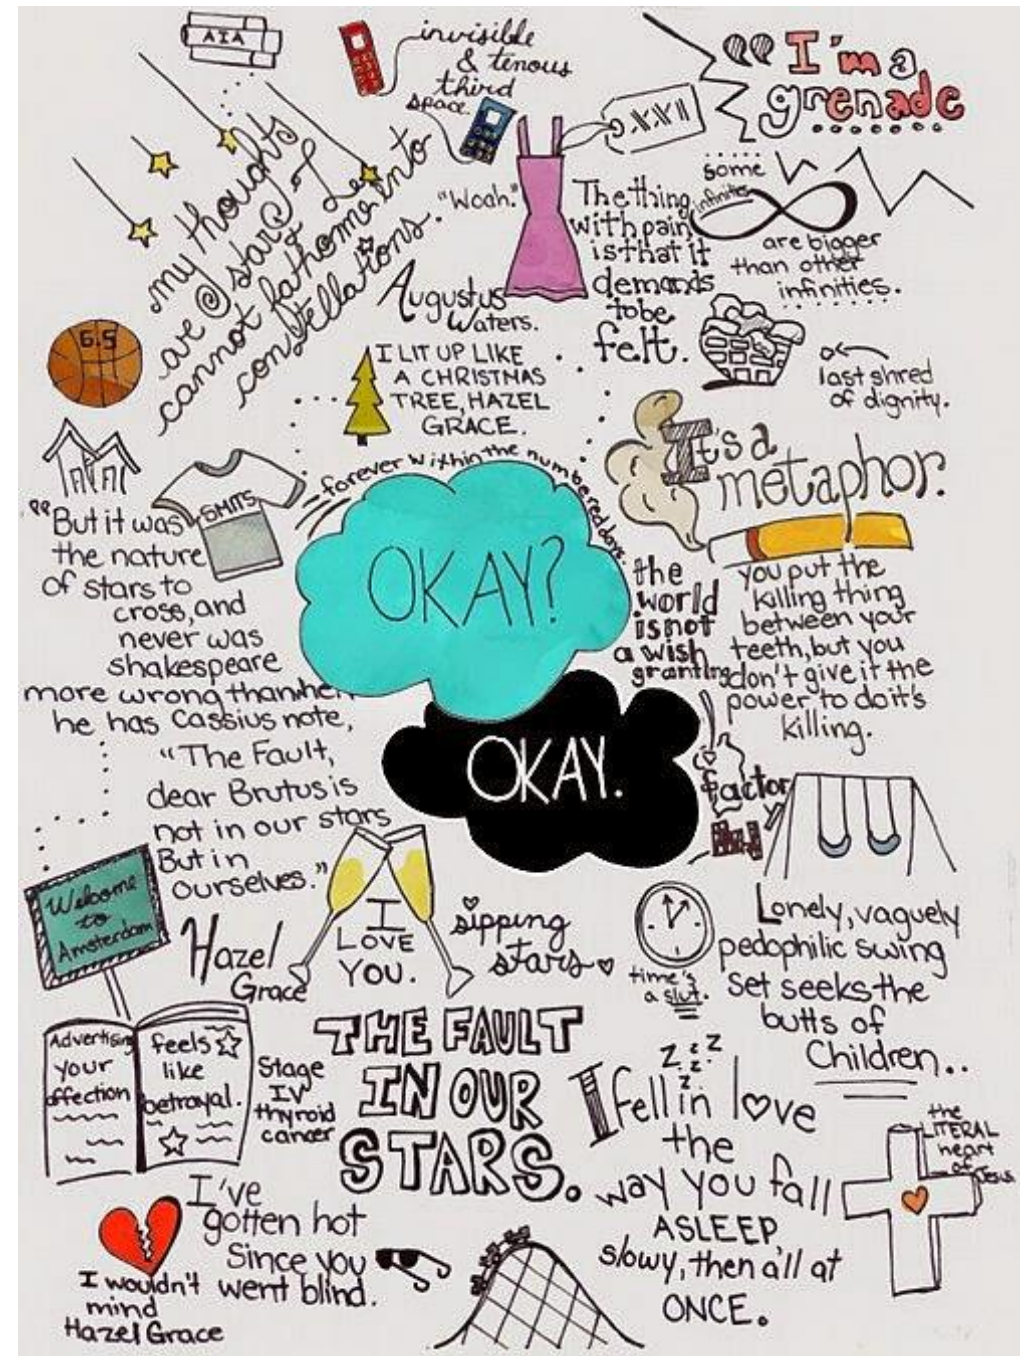 AIA
invisible
& tenous
third
space.
"I'm a
grenade
my thoughts
are @ stars I
cannot fathom into
constellations.
"Woah."
The thing
with pain
is that it
demands
to be
felt.
some
infinities
are bigger
than other
infinities.
Augustus
Waters.
6.5
I LIT UP LIKE
A CHRISTMAS
TREE, HAZEL
GRACE.
last shred
of dignity.
It's a
metaphor.
forever within the numbered days.
SMITS
"But it was
the nature
of stars to
cross, and
never was
shakespeare
more wrong than when
he has Cassius note,
"The Fault,
dear Brutus is
not in our stars
But in
ourselves."
OKAY?
OKAY.
the
world
is not
a wish
granting
factory
you put the
killing thing
between your
teeth, but you
don't give it the
power to do it's
killing.
Welcome
to
Amsterdam
Hazel
Grace
I
LOVE
YOU.
sipping
stars
time's
a slut.
Lonely, vaguely
pedophilic swing
set seeks the
butts of
Children..
Advertising
your
affection
feels
like
betrayal.
Stage
IV
thyroid
cancer
THE FAULT
IN OUR
STARS.
z z z
z
z
I fell in love
the
way you fall
ASLEEP,
slowy, then all at
ONCE.
the
LITERAL
heart
of
Jesus
I've
gotten hot
Since you
went blind.
I wouldn't
mind
Hazel Grace